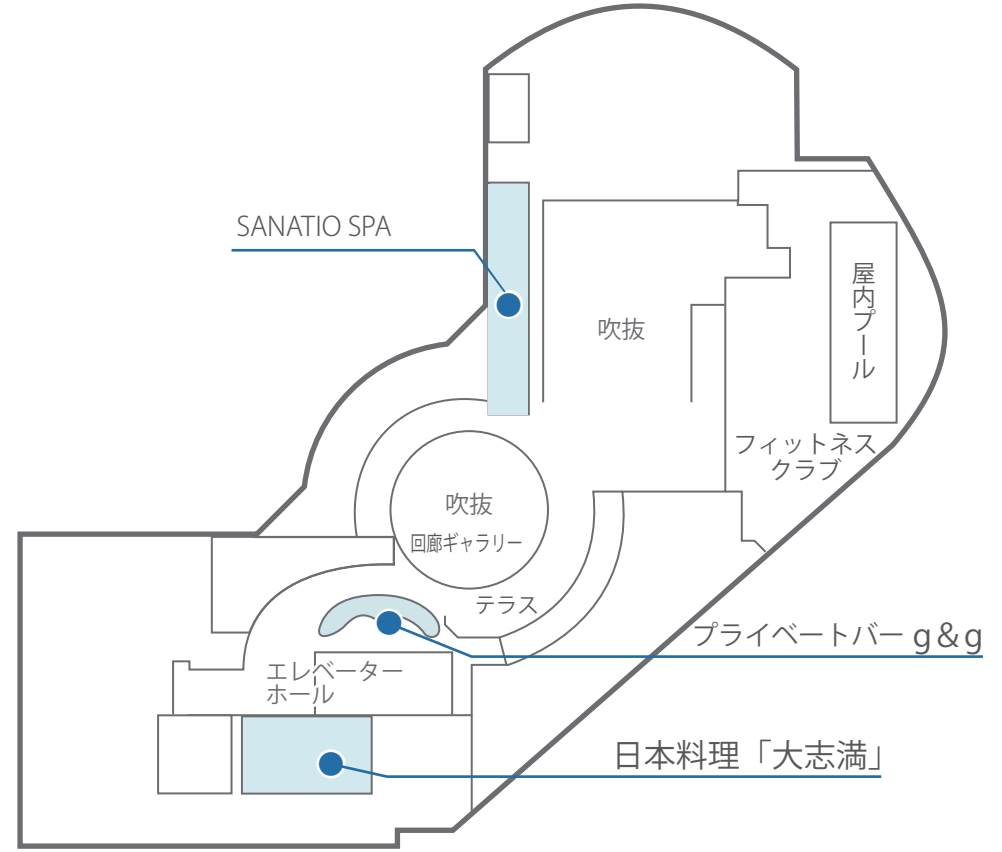 SANATIO SPA
吹抜
屋内プール
フィットネス
クラブ
吹抜
回廊ギャラリー
テラス
プライベートバー g&g
エレベーター
ホール
日本料理「大志満」